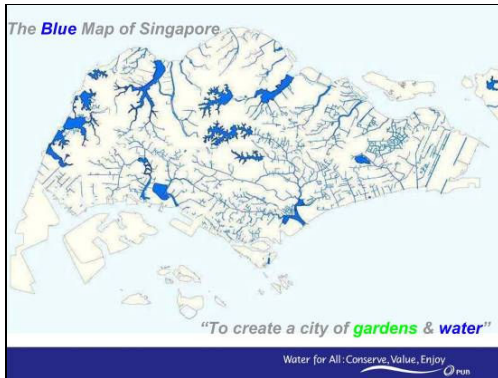 The Blue Map of Singapore
“To create a city of gardens & water”
Water for All : Conserve, Value, Enjoy
PUB